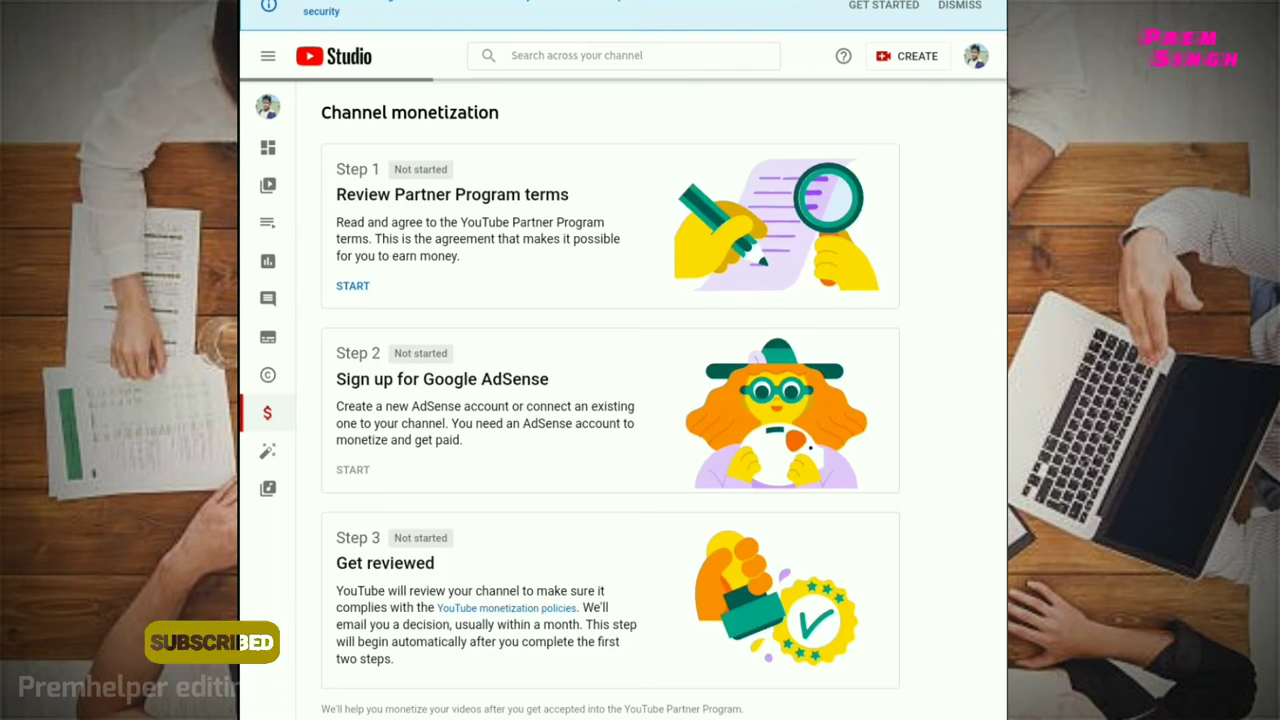 security
GET STARTED DISMISS
PREM
SINGH
Studio
Search across your channel
CREATE
Channel monetization
Step 1 Not started
Review Partner Program terms
Read and agree to the YouTube Partner Program
terms. This is the agreement that makes it possible
for you to earn money.
START
Step 2 Not started
Sign up for Google AdSense
Create a new AdSense account or connect an existing
one to your channel. You need an AdSense account to
monetize and get paid.
START
Step 3 Not started
Get reviewed
YouTube will review your channel to make sure it
complies with the YouTube monetization policies. We'll
email you a decision, usually within a month. This step
will begin automatically after you complete the first
two steps.
SUBSCRIBED
Premhelper editin
We'll help you monetize your videos after you get accepted into the YouTube Partner Program.